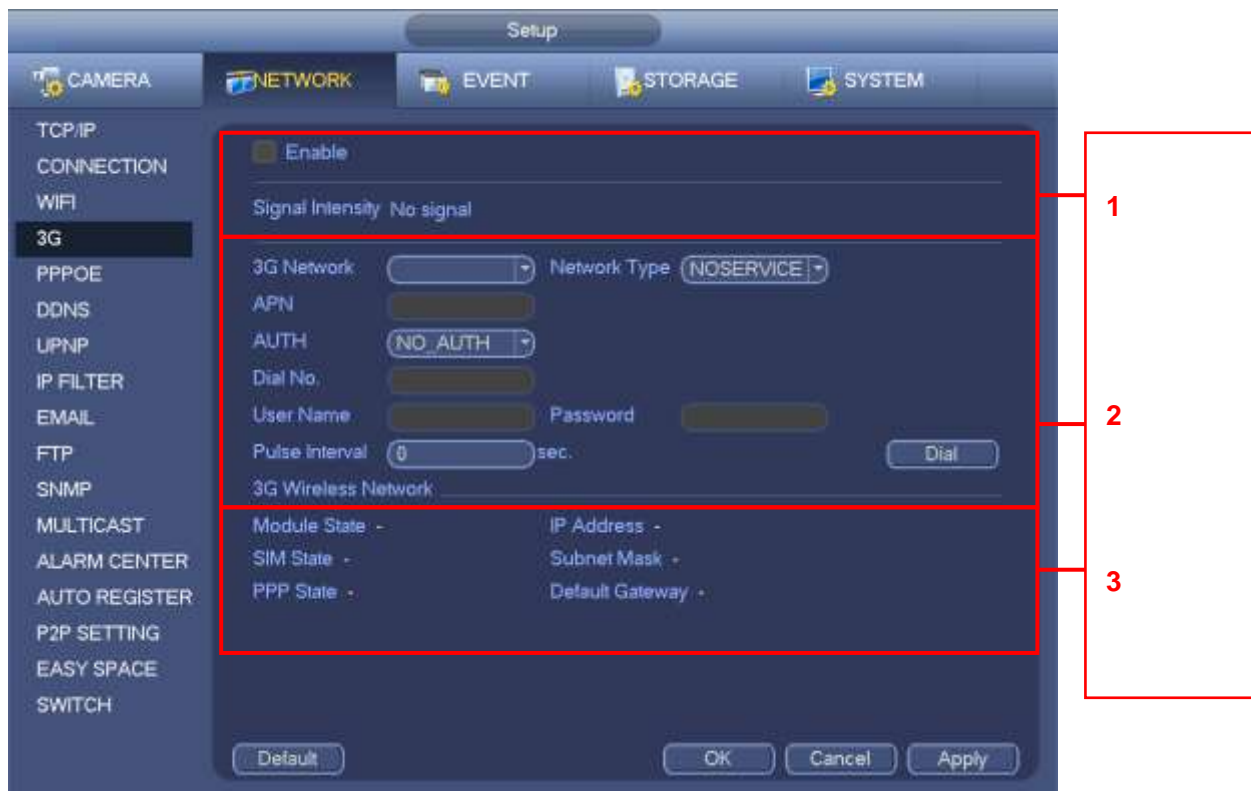 Setup
CAMERA NETWORK EVENT STORAGE SYSTEM
TCP/IP
CONNECTION
WIFI
3G
PPPOE
DDNS
UPNP
IP FILTER
EMAIL
FTP
SNMP
MULTICAST
ALARM CENTER
AUTO REGISTER
P2P SETTING
EASY SPACE
SWITCH
Enable
Signal Intensity No signal
3G Network Network Type NOSERVICE
APN
AUTH NO_AUTH
Dial No.
User Name Password
Pulse Interval 0 sec. Dial
3G Wireless Network
Module State - IP Address -
SIM State - Subnet Mask -
PPP State - Default Gateway -
Default OK Cancel Apply
1
2
3